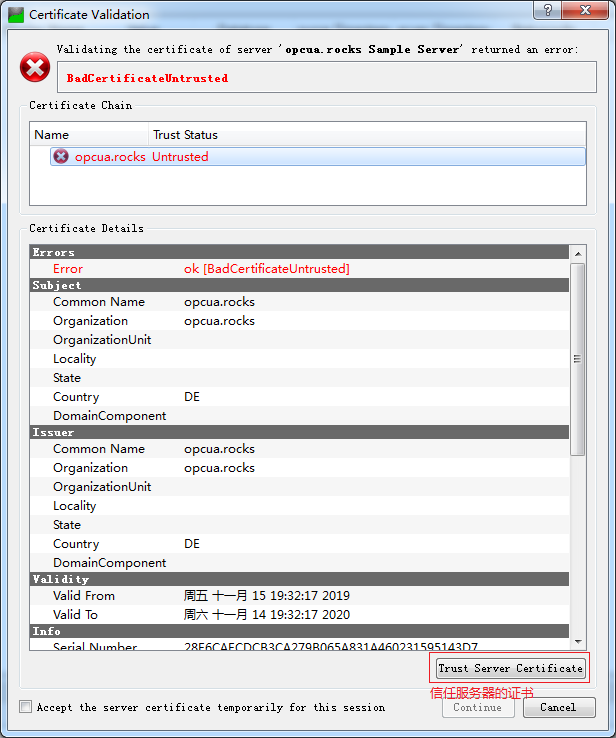 Certificate Validation
Validating the certificate of server 'opcua.rocks Sample Server' returned an error:
BadCertificateUntrusted
Certificate Chain
Name Trust Status
opcua.rocks Untrusted
Certificate Details
Errors
Error ok [BadCertificateUntrusted]
Subject
Common Name opcua.rocks
Organization opcua.rocks
OrganizationUnit
Locality
State
Country DE
DomainComponent
Issuer
Common Name opcua.rocks
Organization opcua.rocks
OrganizationUnit
Locality
State
Country DE
DomainComponent
Validity
Valid From 周五 十一月 15 19:32:17 2019
Valid To 周六 十一月 14 19:32:17 2020
Info
Serial Number
Trust Server Certificate
信任服务器的证书
Accept the server certificate temporarily for this session
Continue
Cancel